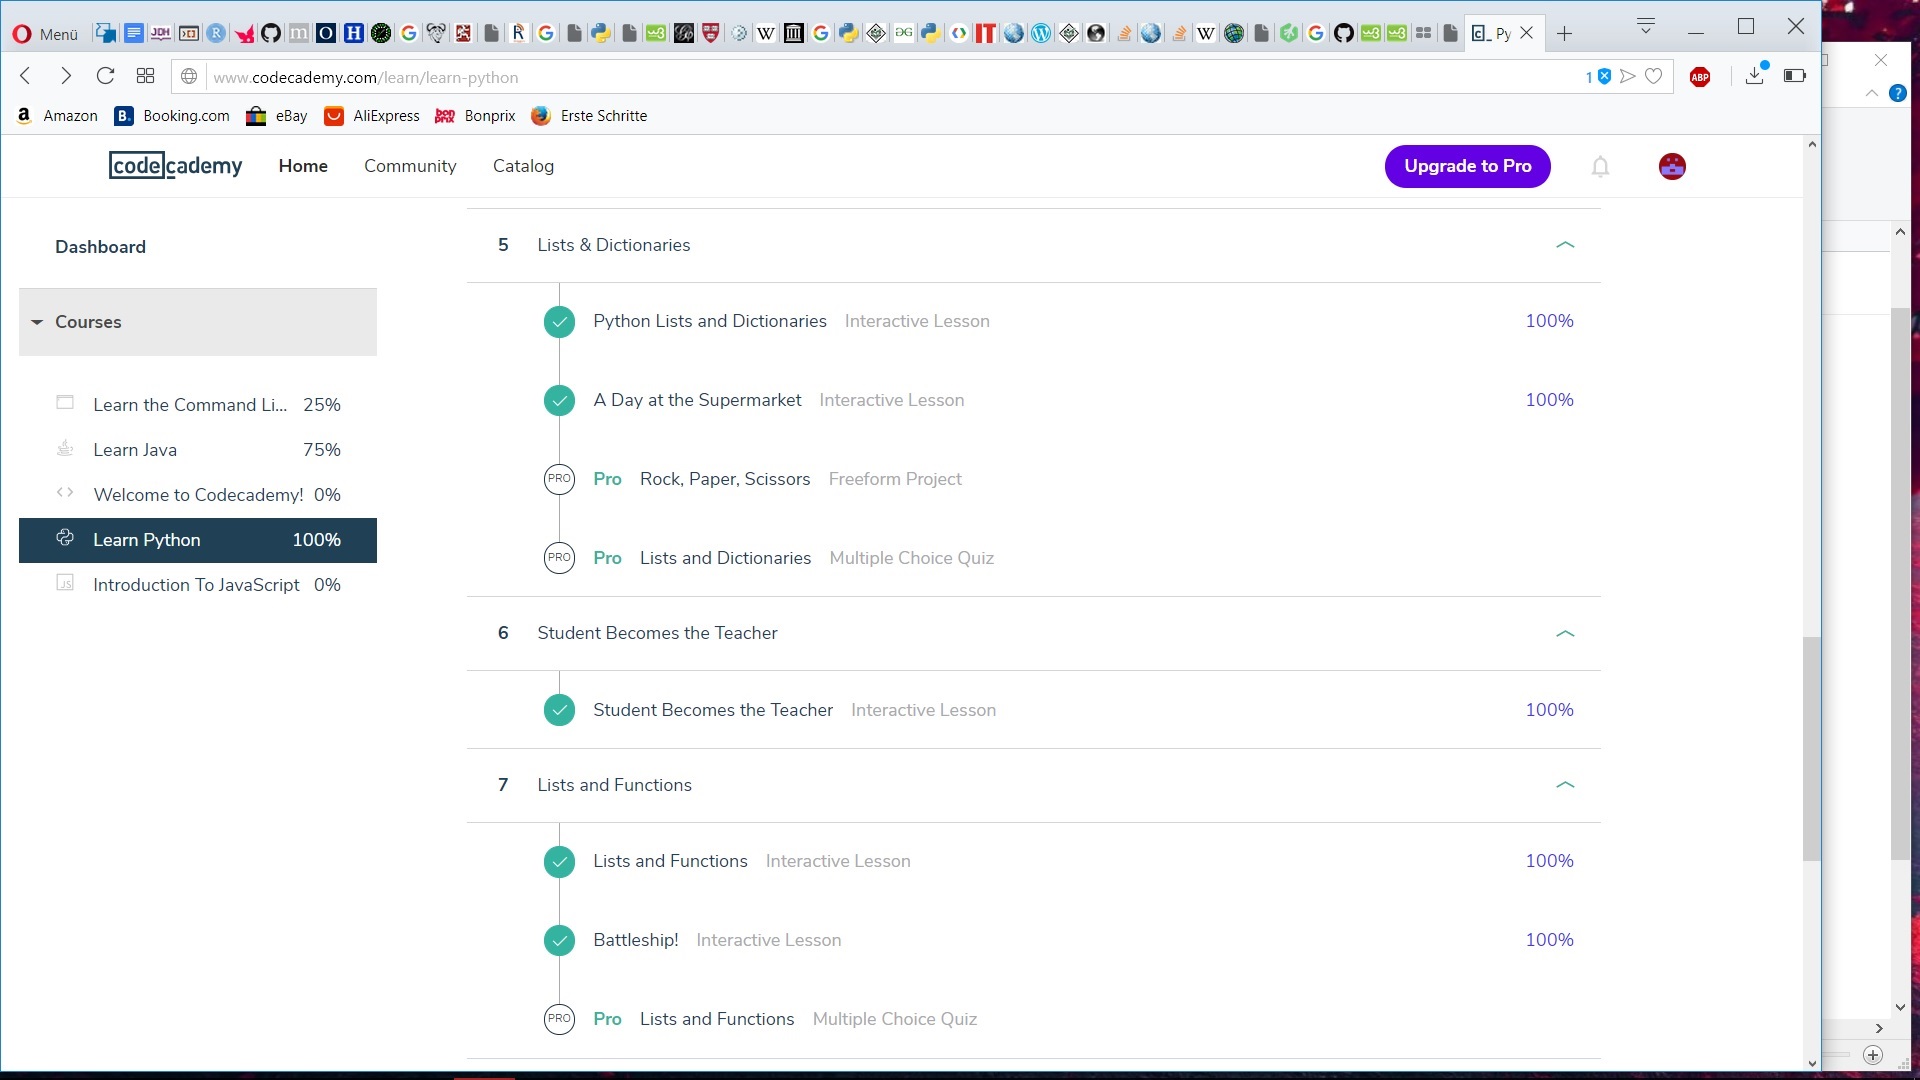 Menü
Py
www.codecademy.com/learn/learn-python
1
ABP
Amazon
Booking.com
eBay
AliExpress
bon prix
Bonprix
Erste Schritte
codecademy
Home
Community
Catalog
Upgrade to Pro
Dashboard
Courses
Learn the Command Li... 25%
Learn Java 75%
Welcome to Codecademy! 0%
Learn Python 100%
Introduction To JavaScript 0%
5 Lists & Dictionaries
Python Lists and Dictionaries Interactive Lesson 100%
A Day at the Supermarket Interactive Lesson 100%
PRO Pro Rock, Paper, Scissors Freeform Project
PRO Pro Lists and Dictionaries Multiple Choice Quiz
6 Student Becomes the Teacher
Student Becomes the Teacher Interactive Lesson 100%
7 Lists and Functions
Lists and Functions Interactive Lesson 100%
Battleship! Interactive Lesson 100%
PRO Pro Lists and Functions Multiple Choice Quiz